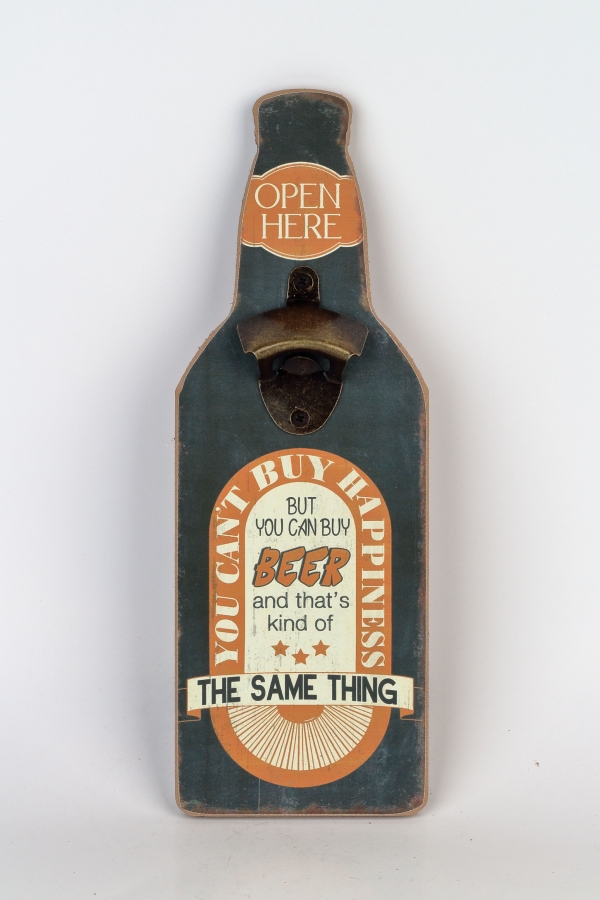 OPEN
HERE
YOU CAN'T BUY HAPPINESS
BUT
YOU CAN BUY
BEER
and that's
kind of
THE SAME THING